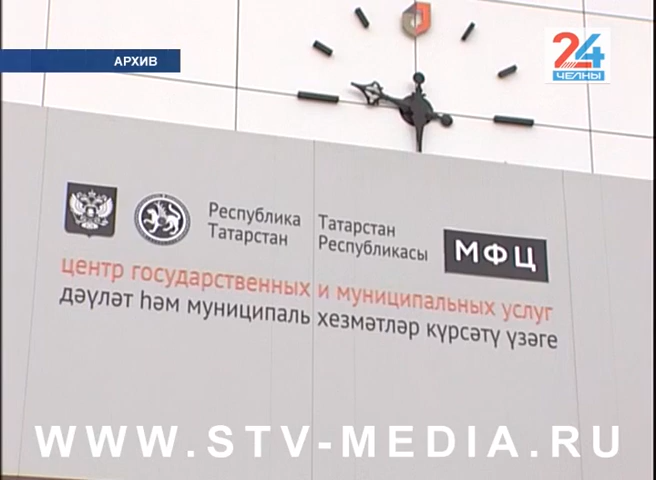 АРХИВ
24
ЧЕЛНЫ
Республика Татарстан
Татарстан Республикасы
МФЦ
центр государственных и муниципальных услуг
дәүләт һәм муниципаль хезмәтләр күрсәтү үзәге
WWW.STV-MEDIA.RU